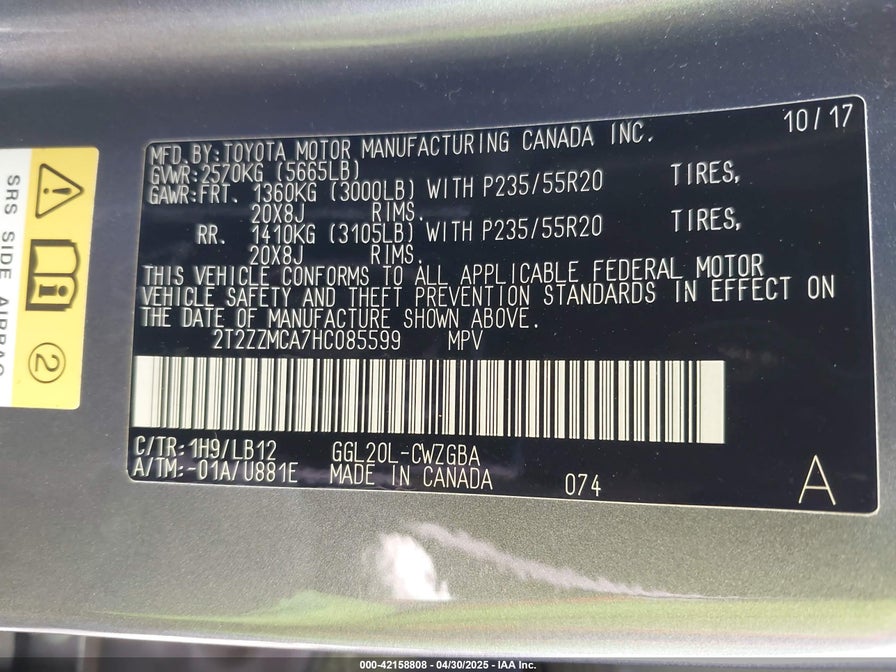 10/17
MFD. BY: TOYOTA MOTOR MANUFACTURING CANADA INC.
GVWR: 2570KG (5665LB)
GAWR: FRT. 1360KG (3000LB) WITH P235/55R20 TIRES,
20X8J RIMS.
RR. 1410KG (3105LB) WITH P235/55R20 TIRES,
20X8J RIMS.
THIS VEHICLE CONFORMS TO ALL APPLICABLE FEDERAL MOTOR
VEHICLE SAFETY AND THEFT PREVENTION STANDARDS IN EFFECT ON
THE DATE OF MANUFACTURE SHOWN ABOVE.
2T2ZZMCA7HC085599 MPV
C/TR: 1H9/LB12 GGL20L-CWZGBA
A/TM: -01A/U881E MADE IN CANADA 074
A
SRS SIDE AIRBAG
2
000-42158808 - 04/30/2025 - IAA Inc.